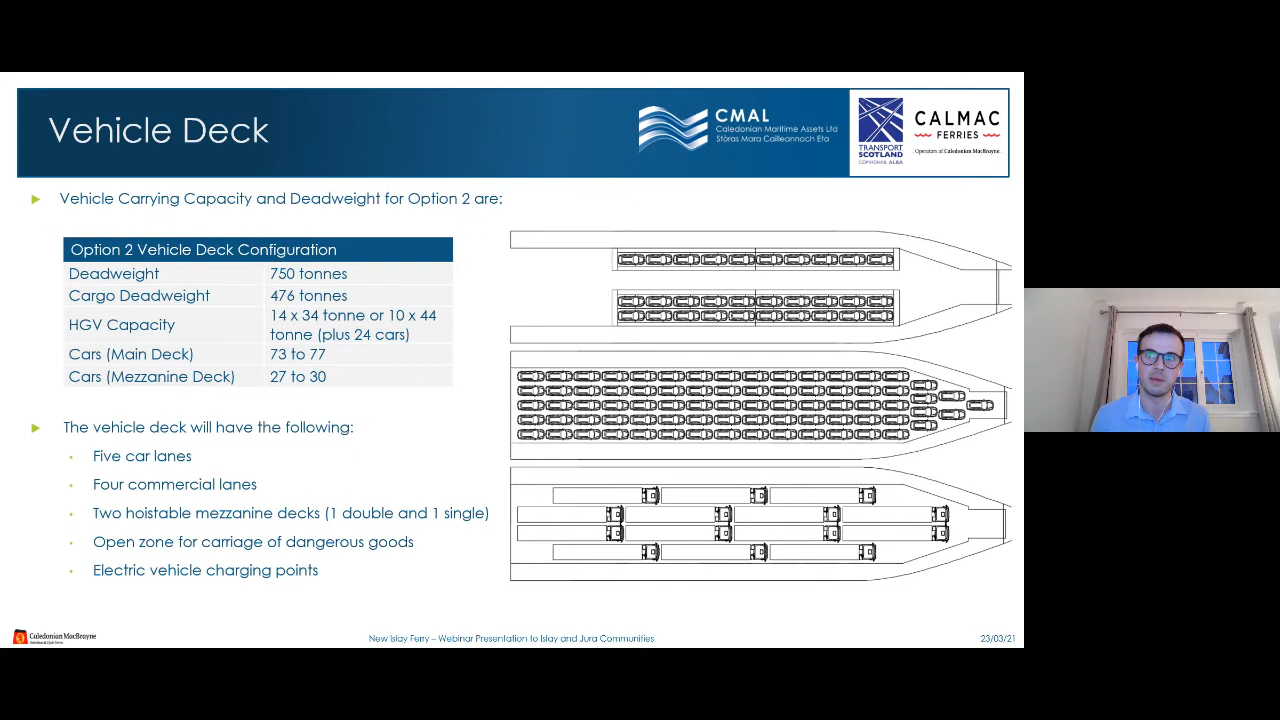 Vehicle Deck
CMAL
Caledonian Maritime Assets Ltd
Stòras Mara Cailleannach Eta
TRANSPORT
SCOTLAND
CÒMHDHAIL ALBA
CALMAC
FERRIES
Operators of Caledonian MacBrayne
Vehicle Carrying Capacity and Deadweight for Option 2 are:
Option 2 Vehicle Deck Configuration
Deadweight 750 tonnes
Cargo Deadweight 476 tonnes
HGV Capacity 14 x 34 tonne or 10 x 44
tonne (plus 24 cars)
Cars (Main Deck) 73 to 77
Cars (Mezzanine Deck) 27 to 30
The vehicle deck will have the following:
Five car lanes
Four commercial lanes
Two hoistable mezzanine decks (1 double and 1 single)
Open zone for carriage of dangerous goods
Electric vehicle charging points
Caledonian MacBrayne
Hebridean & Clyde Ferries
New Islay Ferry – Webinar Presentation to Islay and Jura Communities
23/03/21